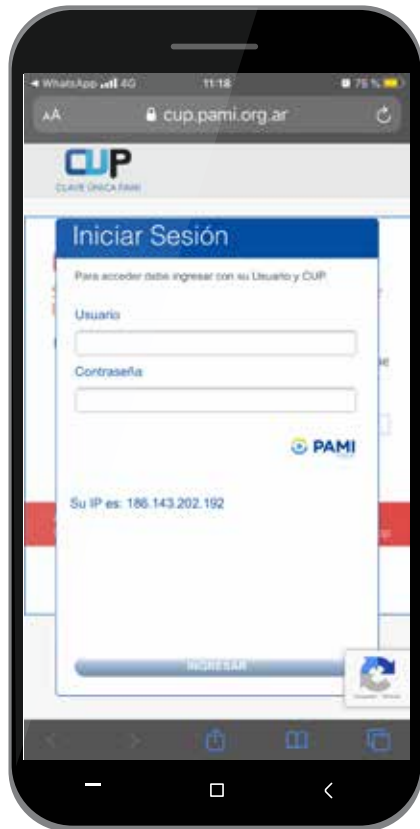 WhatsApp 4G 11:18 75 %
AA cup.pami.org.ar
CUP
CLAVE ÚNICA PAMI
Iniciar Sesión
Para acceder debe ingresar con su Usuario y CUP
Usuario
Contraseña
PAMI
Su IP es: 186.143.202.192
INGRESAR